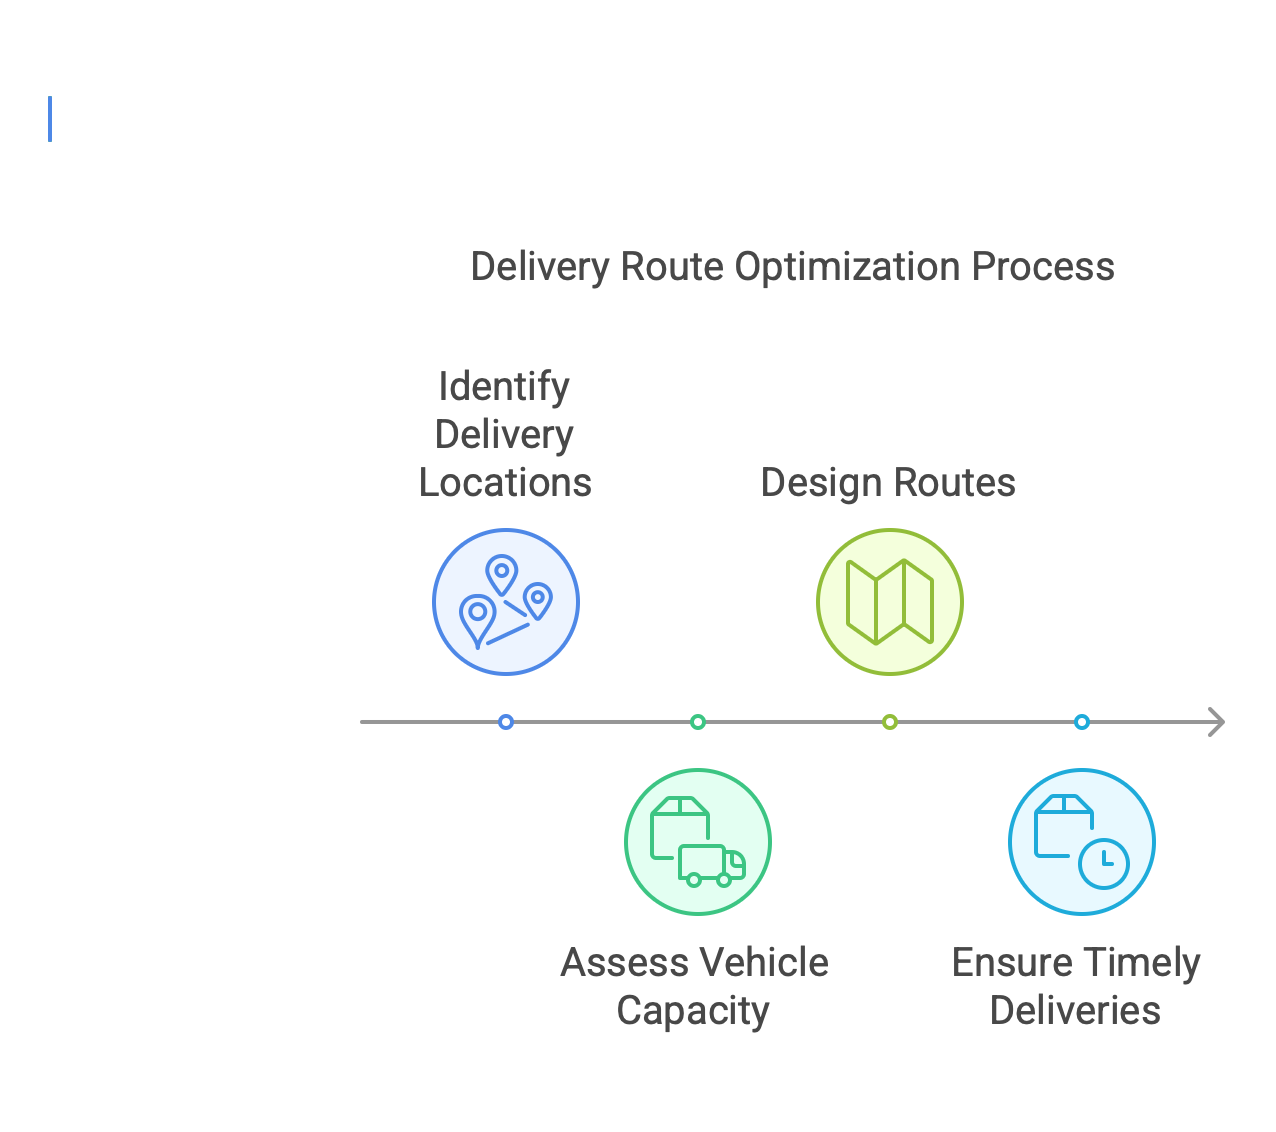 Delivery Route Optimization Process
Identify
Delivery
Locations
Assess Vehicle
Capacity
Design Routes
Ensure Timely
Deliveries